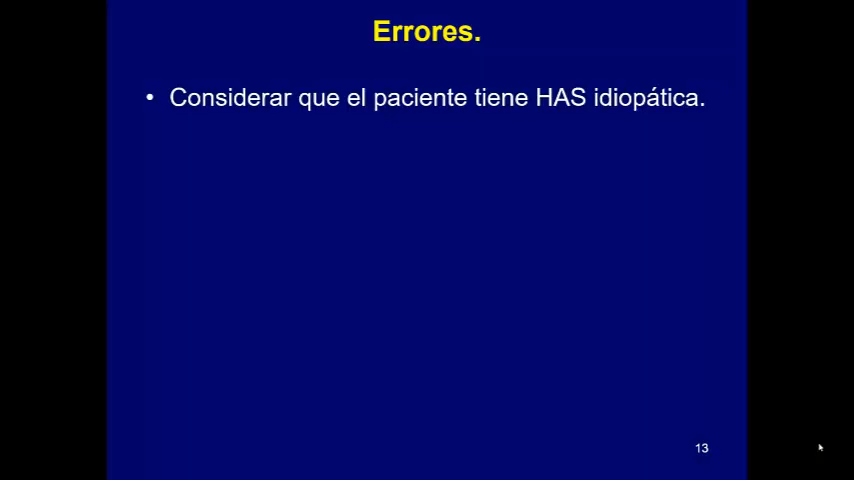 Errores.
• Considerar que el paciente tiene HAS idiopática.
13